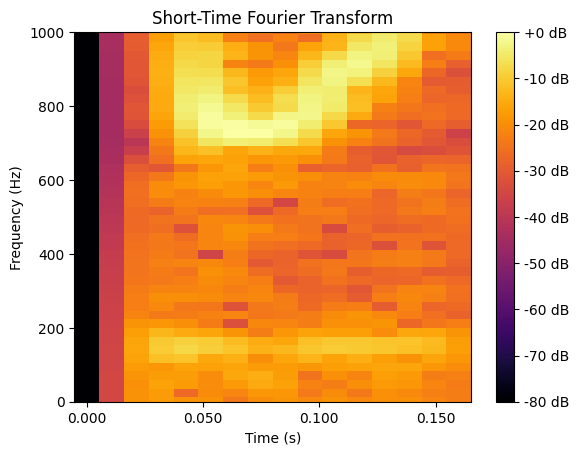 Short-Time Fourier Transform
Frequency (Hz)
1000
800
600
400
200
0
0.000
0.050
0.100
0.150
Time (s)
+0 dB
-10 dB
-20 dB
-30 dB
-40 dB
-50 dB
-60 dB
-70 dB
-80 dB